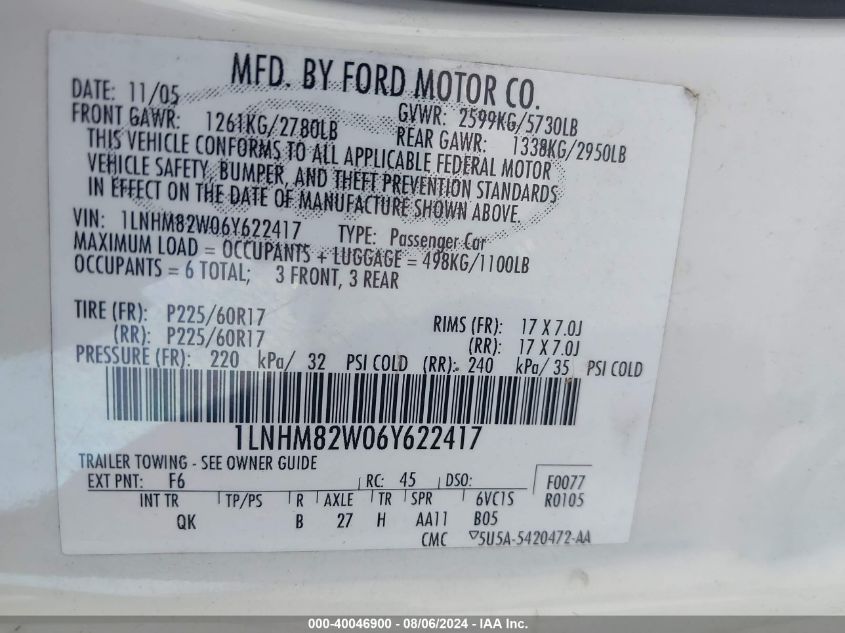 MFD. BY FORD MOTOR CO.
DATE: 11/05 GVWR: 2599KG/5730LB
FRONT GAWR: 1261KG/2780LB REAR GAWR: 1338KG/2950LB
THIS VEHICLE CONFORMS TO ALL APPLICABLE FEDERAL MOTOR
VEHICLE SAFETY, BUMPER, AND THEFT PREVENTION STANDARDS
IN EFFECT ON THE DATE OF MANUFACTURE SHOWN ABOVE.
VIN: 1LNHM82W06Y622417 TYPE: Passenger Car
MAXIMUM LOAD = OCCUPANTS + LUGGAGE = 498KG/1100LB
OCCUPANTS = 6 TOTAL; 3 FRONT, 3 REAR
TIRE (FR): P225/60R17 RIMS (FR): 17 X 7.0J
(RR): P225/60R17 (RR): 17 X 7.0J
PRESSURE (FR): 220 kPa/ 32 PSI COLD (RR): 240 kPa/ 35 PSI COLD
1LNHM82W06Y622417
TRAILER TOWING - SEE OWNER GUIDE
EXT PNT: F6 RC: 45 DSO: F0077
INT TR TP/PS R AXLE TR SPR 6VC1S R0105
QK B 27 H AA11 B05
CMC ▽5U5A-5420472-AA
000-40046900 - 08/06/2024 - IAA Inc.